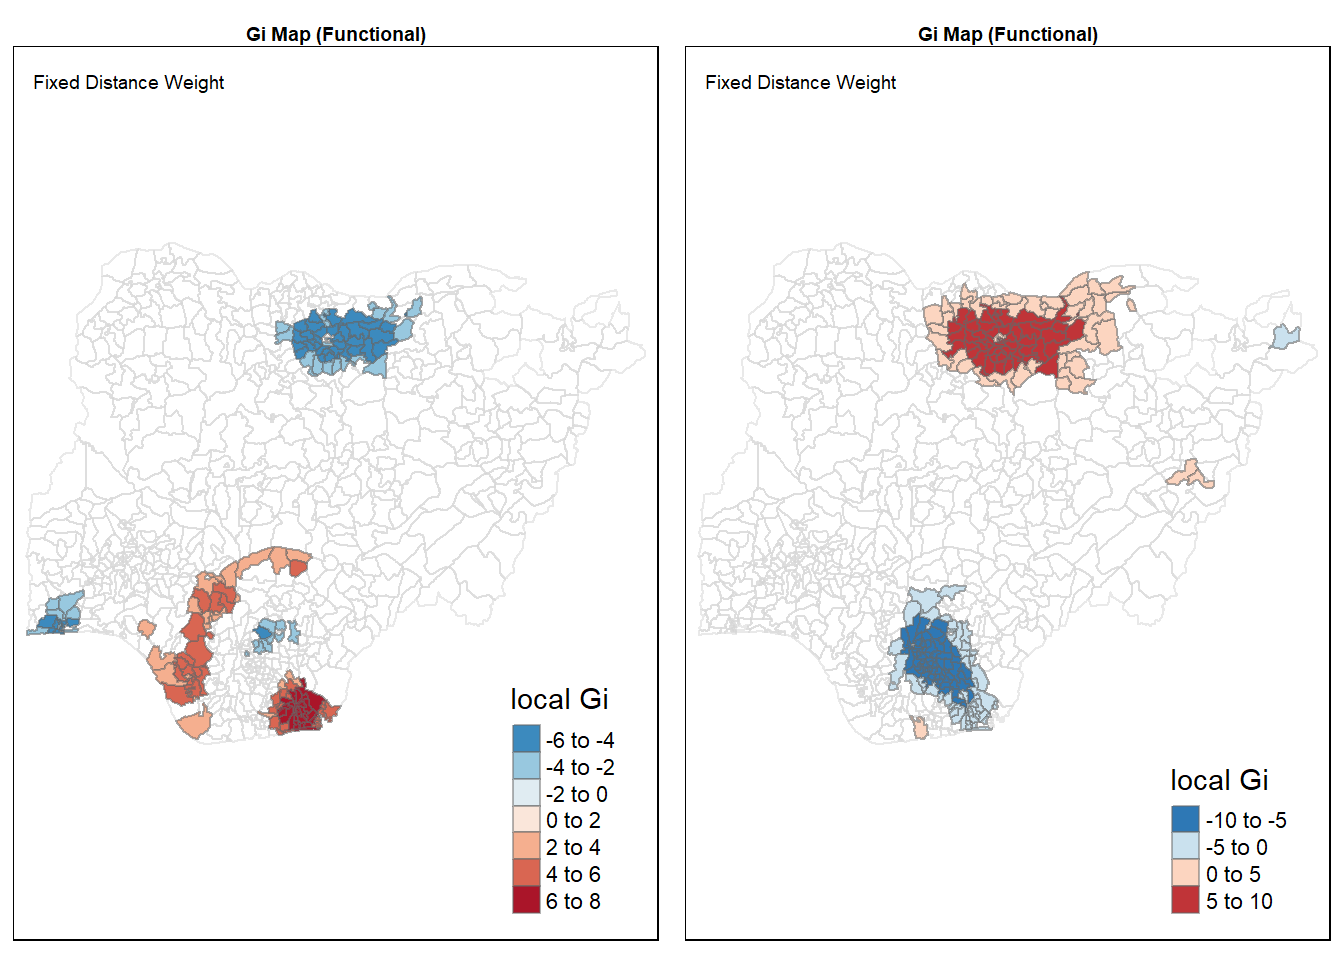 Gi Map (Functional)
Fixed Distance Weight
local Gi
-6 to -4
-4 to -2
-2 to 0
0 to 2
2 to 4
4 to 6
6 to 8
Gi Map (Functional)
Fixed Distance Weight
local Gi
-10 to -5
-5 to 0
0 to 5
5 to 10